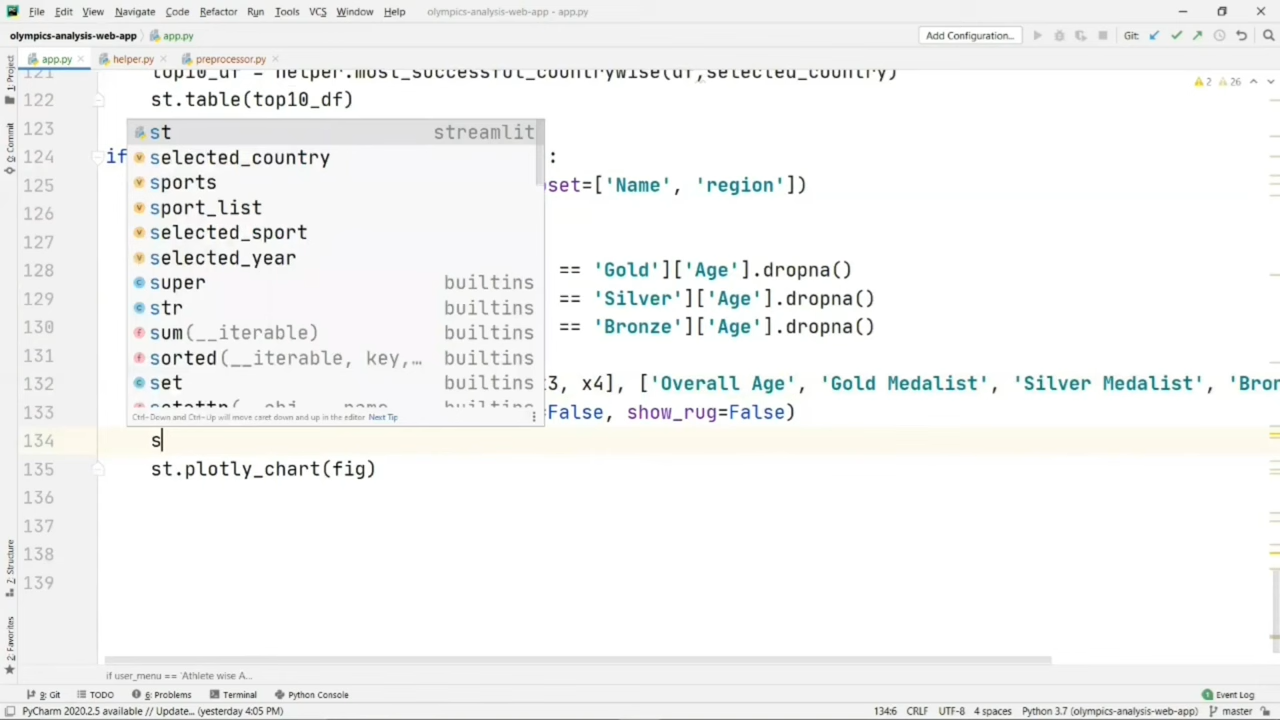 File Edit View Navigate Code Refactor Run Tools VCS Window Help olympics-analysis-web-app - app.py
olympics-analysis-web-app app.py Add Configuration... Git:
app.py helper.py preprocessor.py
1: Project
0: Commit
7: Structure
2: Favorites
121 top10_df = helper.most_successful_countrywise(df,selected_country)
2 26
122 st.table(top10_df)
123
124 if :
125 set=['Name', 'region'])
126
127
128 == 'Gold']['Age'].dropna()
129 == 'Silver']['Age'].dropna()
130 == 'Bronze']['Age'].dropna()
131
132 3, x4], ['Overall Age', 'Gold Medalist', 'Silver Medalist', 'Bron
133 =False, show_rug=False)
134 s
135 st.plotly_chart(fig)
136
137
138
139
st streamlit
selected_country
sports
sport_list
selected_sport
selected_year
super builtins
str builtins
sum(__iterable) builtins
sorted(__iterable, key,… builtins
set builtins
setattr(__obj, __name, builtins
Ctrl+Down and Ctrl+Up will move caret down and up in the editor Next Tip
if user_menu == 'Athlete wise A...
9: Git TODO 6: Problems Terminal Python Console Event Log
PyCharm 2020.2.5 available // Update... (yesterday 4:05 PM) 134:6 CRLF UTF-8 4 spaces Python 3.7 (olympics-analysis-web-app) master